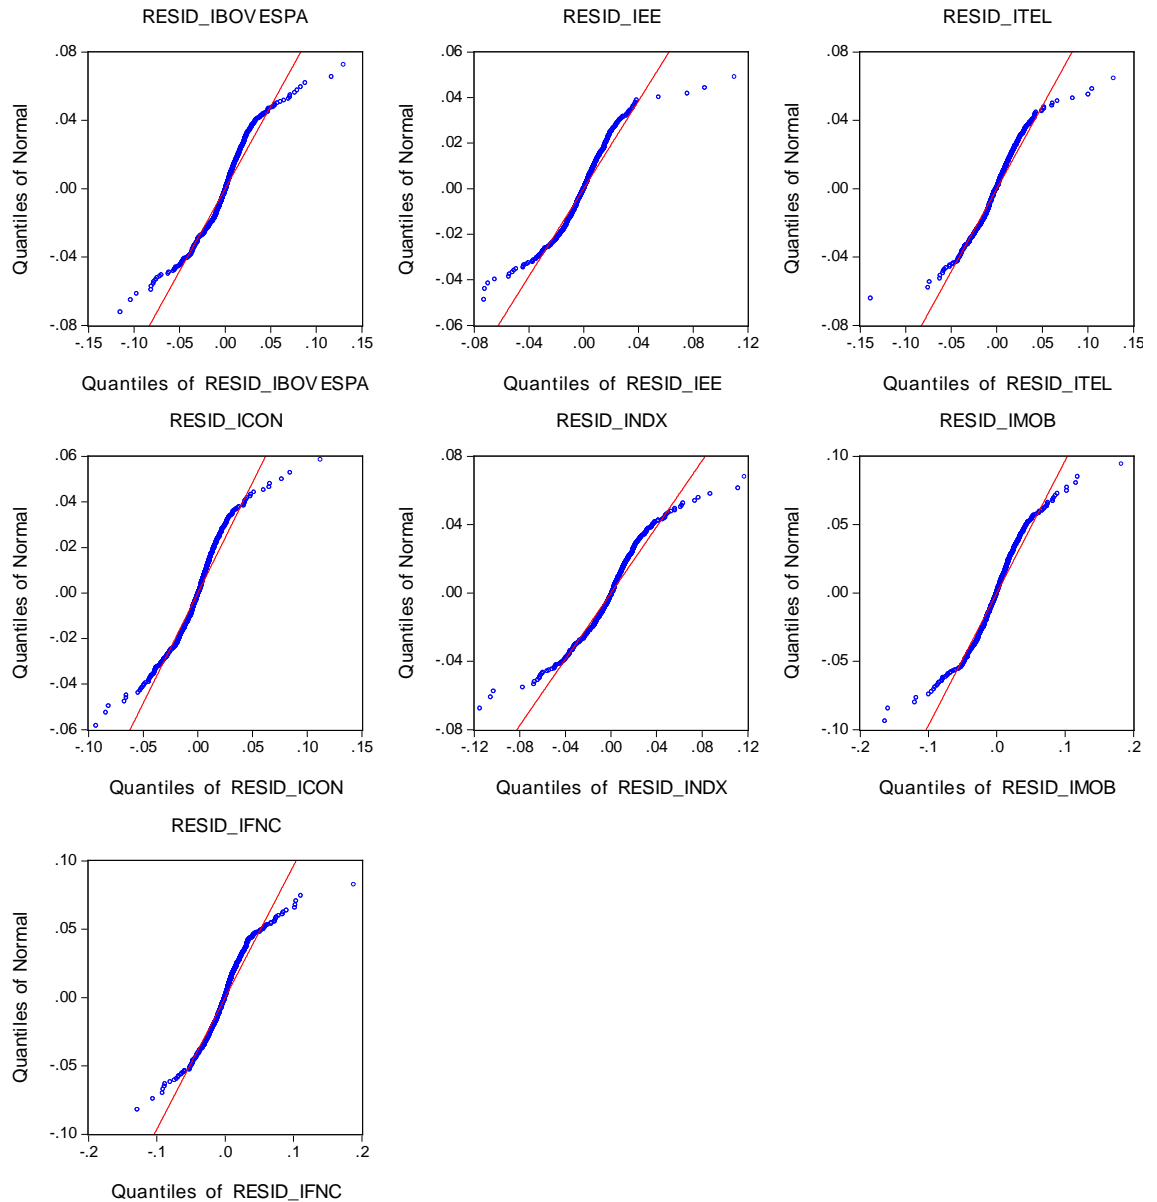 RESID_IBOVESPA RESID_IEE RESID_ITEL
.08 .06 .08
.04 .04 .04
.02
.00 .00 .00
-.02
-.04 -.04 -.04
-.08 -.06 -.08
Quantiles of Normal Quantiles of Normal Quantiles of Normal
-.15 -.10 -.05 .00 .05 .10 .15 -.08 -.04 .00 .04 .08 .12 -.15 -.10 -.05 .00 .05 .10 .15
Quantiles of RESID_IBOVESPA Quantiles of RESID_IEE Quantiles of RESID_ITEL
RESID_ICON RESID_INDX RESID_IMOB
.06 .08 .10
.04 .04 .05
.02
.00 .00 .00
-.02
-.04 -.04 -.05
-.06 -.08 -.10
Quantiles of Normal Quantiles of Normal Quantiles of Normal
-.10 -.05 .00 .05 .10 .15 -.12 -.08 -.04 .00 .04 .08 .12 -.2 -.1 .0 .1 .2
Quantiles of RESID_ICON Quantiles of RESID_INDX Quantiles of RESID_IMOB
RESID_IFNC
.10
.05
.00
-.05
-.10
Quantiles of Normal
-.2 -.1 .0 .1 .2
Quantiles of RESID_IFNC